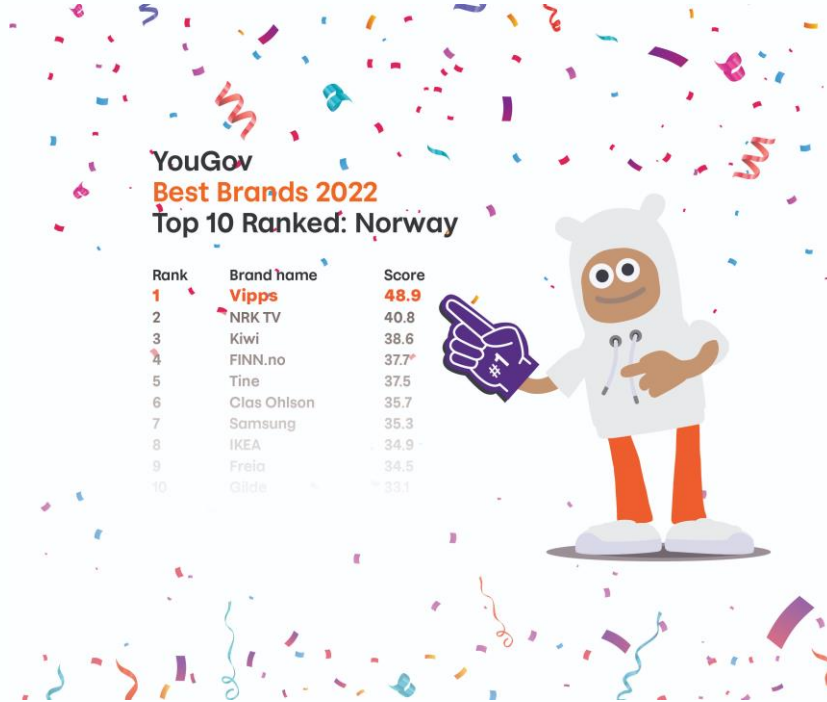 YouGov
Best Brands 2022
Top 10 Ranked: Norway
Rank Brand name Score
1 Vipps 48.9
2 NRK TV 40.8
3 Kiwi 38.6
4 FINN.no 37.7
5 Tine 37.5
6 Clas Ohlson 35.7
7 Samsung 35.3
8 IKEA 34.9
9 Freia 34.5
10 Gilde 33.1
#1